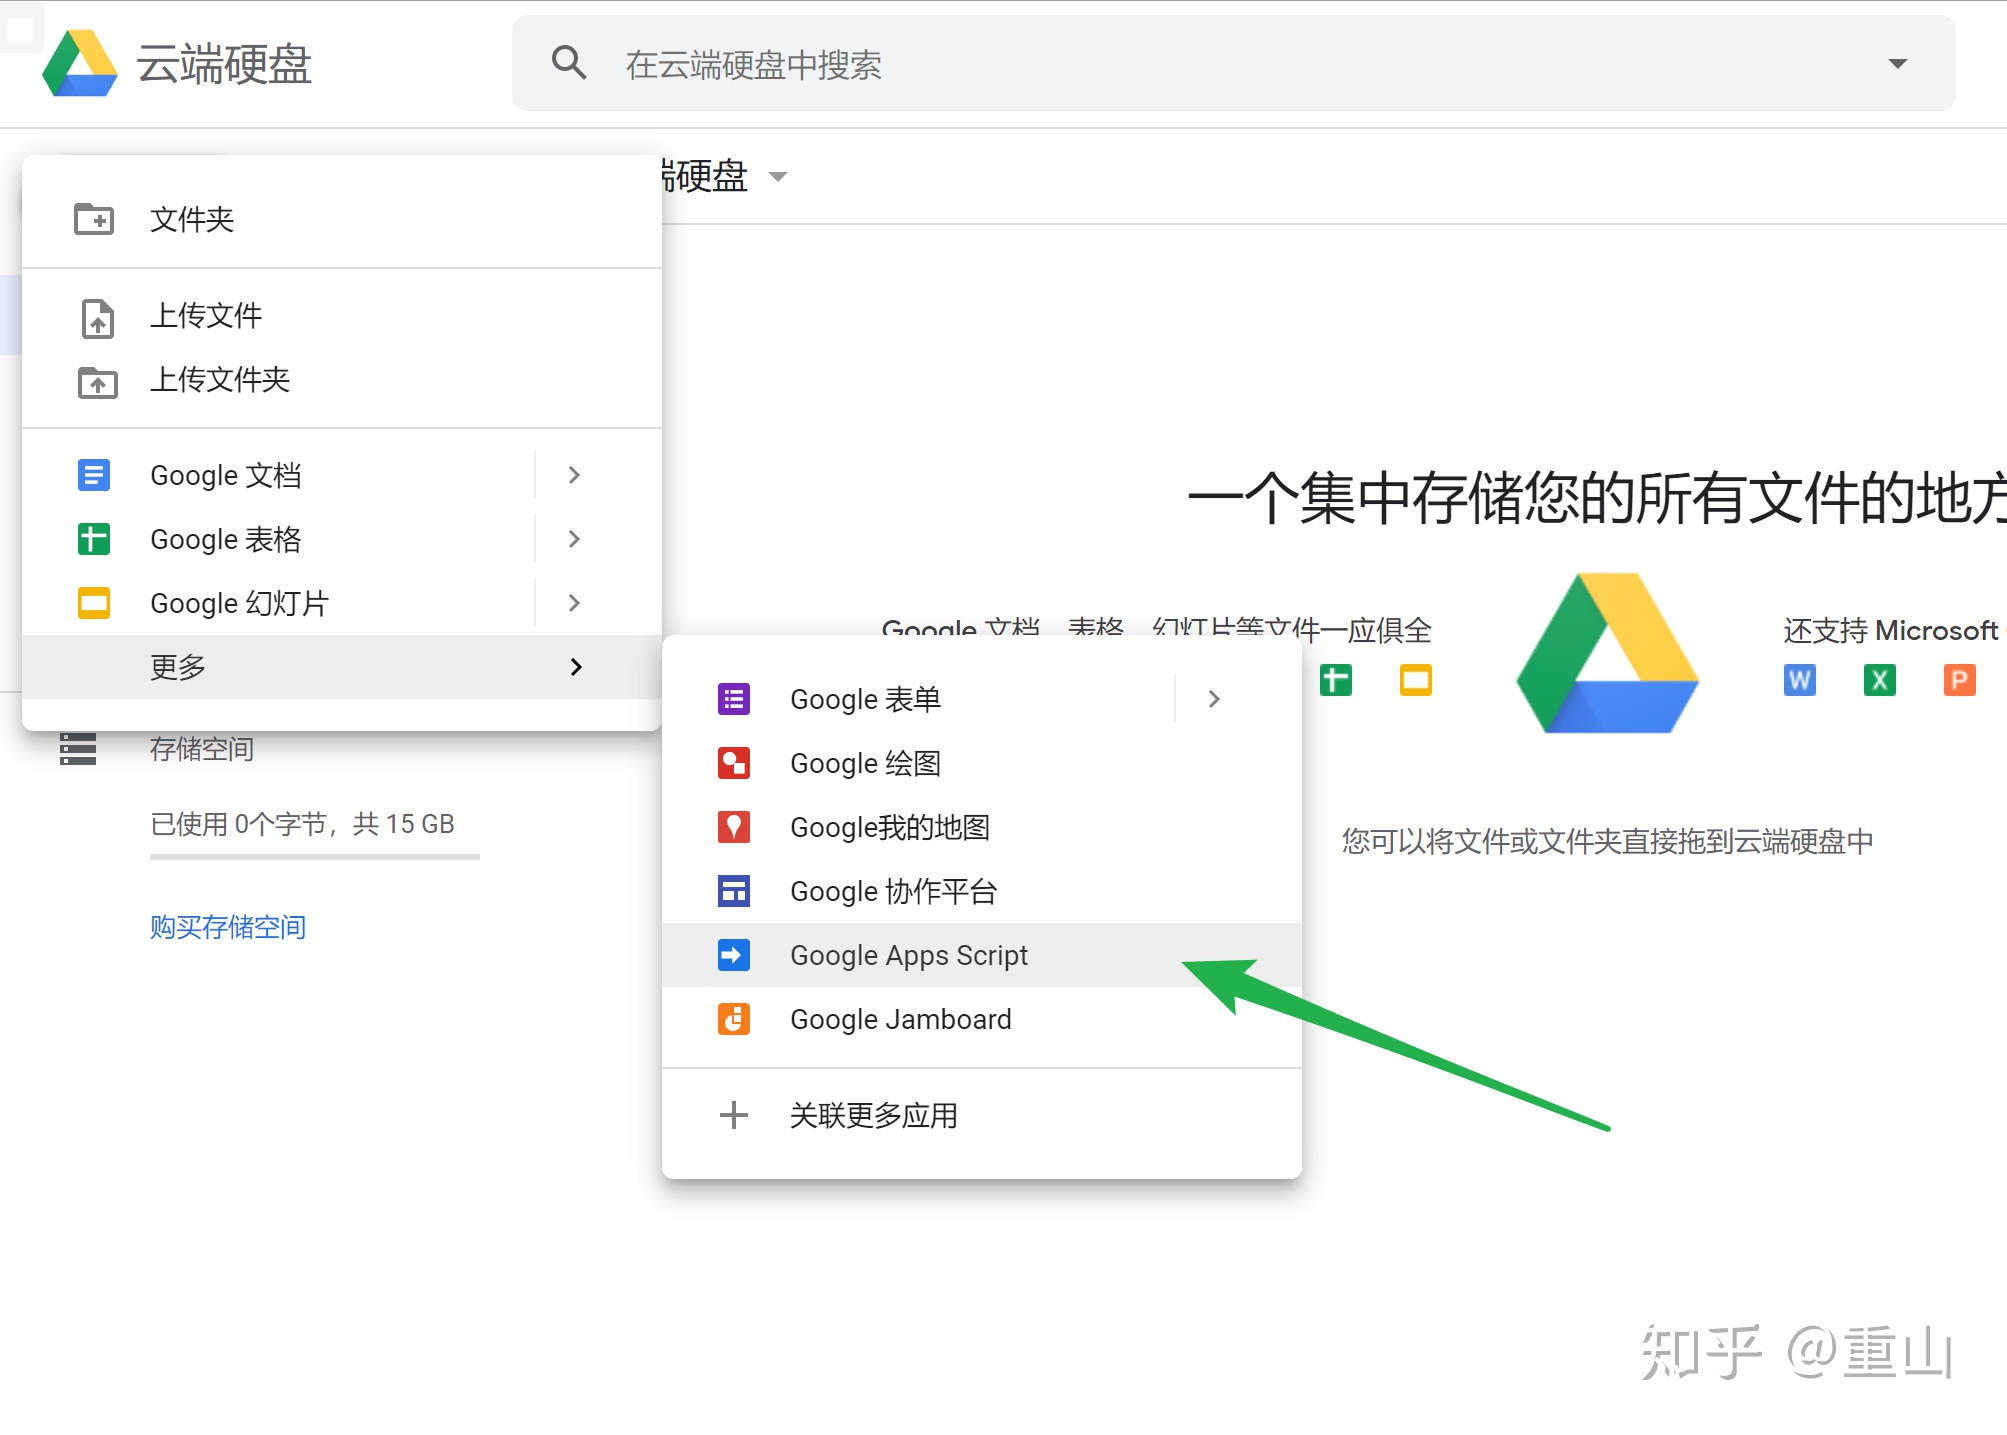 云端硬盘
在云端硬盘中搜索
端硬盘
文件夹
上传文件
上传文件夹
Google 文档
Google 表格
Google 幻灯片
更多
存储空间
已使用 0个字节，共 15 GB
购买存储空间
一个集中存储您的所有文件的地方
Google 文档、表格、幻灯片等文件一应俱全
还支持 Microsoft
W
X
P
Google 表单
Google 绘图
Google我的地图
Google 协作平台
Google Apps Script
Google Jamboard
关联更多应用
您可以将文件或文件夹直接拖到云端硬盘中
知乎 @重山